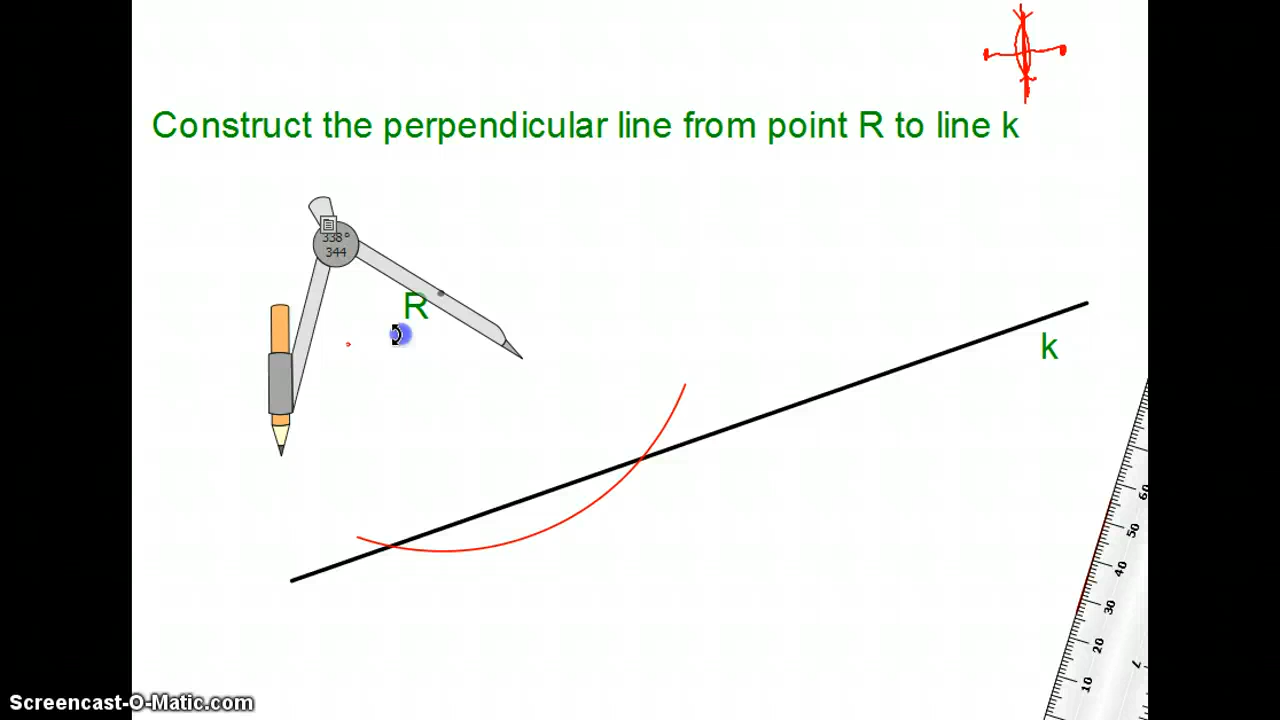 Construct the perpendicular line from point R to line k
338°
344
R
k
60
50
40
30
20
10
7
Screencast-O-Matic.com